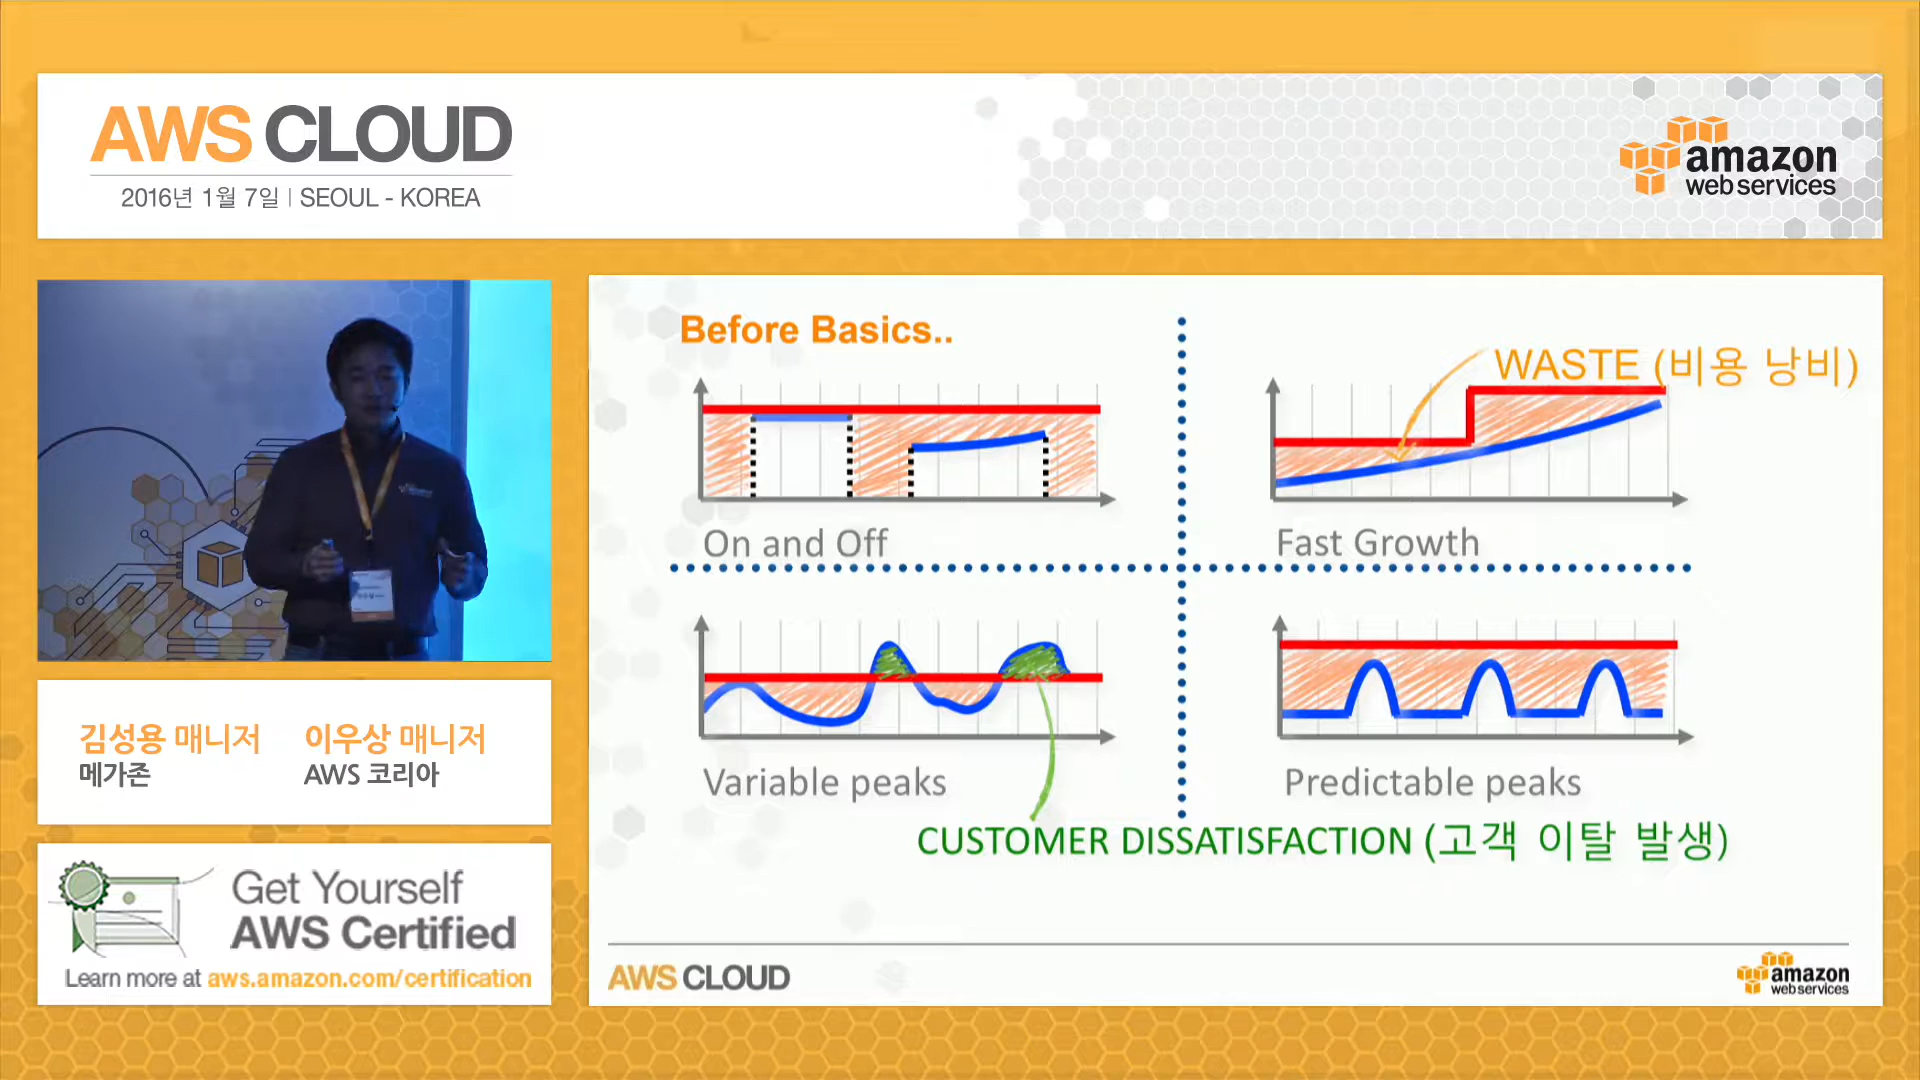 AWS CLOUD
2016년 1월 7일 | SEOUL - KOREA
amazon
web services
Before Basics..
WASTE (비용 낭비)
On and Off
Fast Growth
Variable peaks
Predictable peaks
CUSTOMER DISSATISFACTION (고객 이탈 발생)
AWS CLOUD
amazon
web services
김성용 매니저
메가존
이우상 매니저
AWS 코리아
Get Yourself
AWS Certified
Learn more at aws.amazon.com/certification